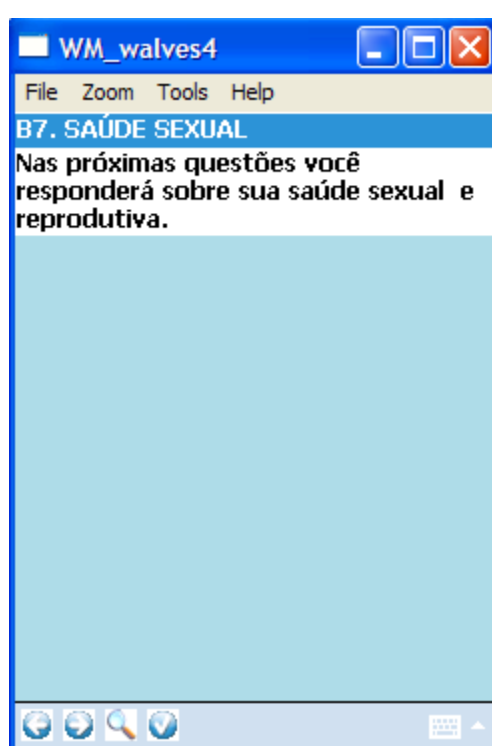 WM_walves4
File Zoom Tools Help
B7. SAÚDE SEXUAL
Nas próximas questões você
responderá sobre sua saúde sexual e
reprodutiva.